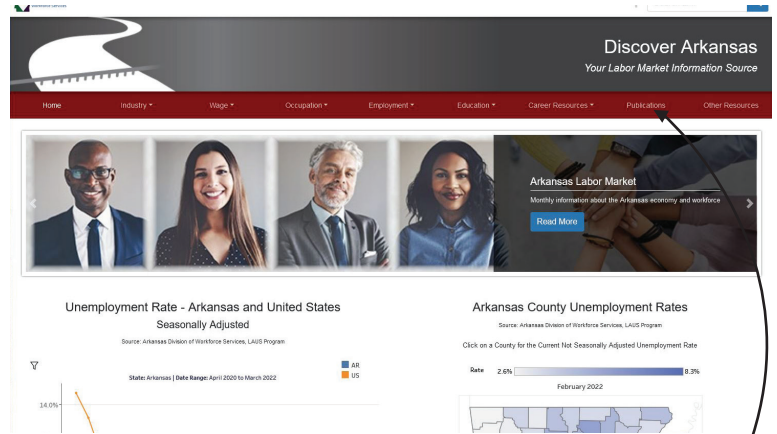 WORKFORCE SERVICES
Discover Arkansas
Your Labor Market Information Source
Home
Industry
Wage
Occupation
Employment
Education
Career Resources
Publications
Other Resources
Arkansas Labor Market
Monthly information about the Arkansas economy and workforce
Read More
Unemployment Rate - Arkansas and United States
Seasonally Adjusted
Source: Arkansas Division of Workforce Services, LAUS Program
State: Arkansas | Date Range: April 2020 to March 2022
AR
US
14.0%
Arkansas County Unemployment Rates
Source: Arkansas Division of Workforce Services, LAUS Program
Click on a County for the Current Not Seasonally Adjusted Unemployment Rate
Rate 2.6% 8.3%
February 2022